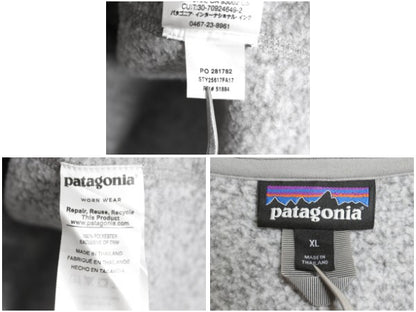 CUIT:30-70924649-2
パタゴニア・インターナショナル・インク
0467-23-8961
PO 281782
STY25617FA17
RN# 51884
patagonia
WORN WEAR
Repair, Reuse, Recycle
This Product
www.patagonia.com
100% POLYESTER
EXCLUSIVE OF TRIM
MADE IN THAILAND
FABRIQUÉ EN THAÏLANDE
HECHO EN TAILANDIA
patagonia
XL
MADE IN
THAILAND